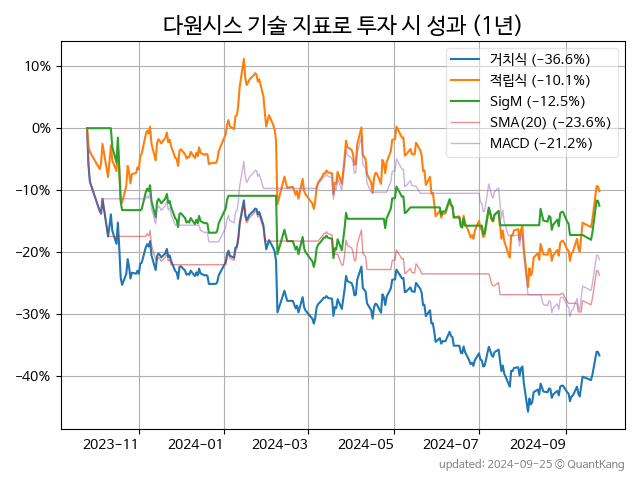 다원시스 기술 지표로 투자 시 성과 (1년)
거치식 (−36.6%)
적립식 (−10.1%)
SigM (−12.5%)
SMA(20) (−23.6%)
MACD (−21.2%)
10%
0%
−10%
−20%
−30%
−40%
2023-11 2024-01 2024-03 2024-05 2024-07 2024-09
updated: 2024-09-25 © QuantKang